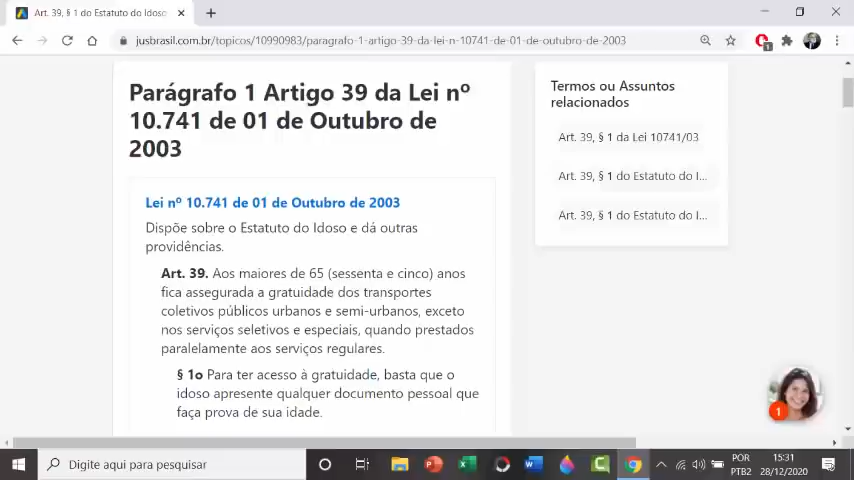 Art. 39, § 1 do Estatuto do Idoso
jusbrasil.com.br/topicos/10990983/paragrafo-1-artigo-39-da-lei-n-10741-de-01-de-outubro-de-2003
1
Parágrafo 1 Artigo 39 da Lei nº
10.741 de 01 de Outubro de
2003
Lei nº 10.741 de 01 de Outubro de 2003
Dispõe sobre o Estatuto do Idoso e dá outras
providências.
Art. 39. Aos maiores de 65 (sessenta e cinco) anos
fica assegurada a gratuidade dos transportes
coletivos públicos urbanos e semi-urbanos, exceto
nos serviços seletivos e especiais, quando prestados
paralelamente aos serviços regulares.
§ 1o Para ter acesso à gratuidade, basta que o
idoso apresente qualquer documento pessoal que
faça prova de sua idade.
Termos ou Assuntos
relacionados
Art. 39, § 1 da Lei 10741/03
Art. 39, § 1 do Estatuto do I...
Art. 39, § 1 do Estatuto do I...
1
Digite aqui para pesquisar
POR
PTB2
15:31
28/12/2020